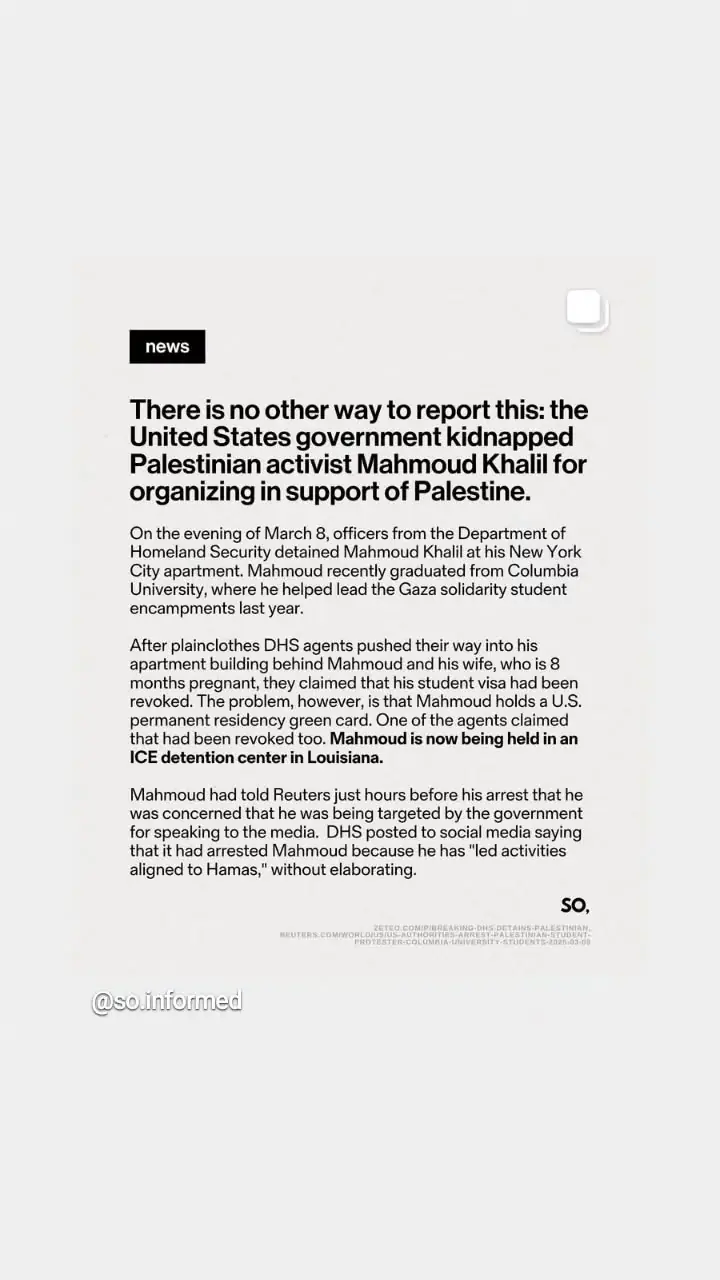 news
There is no other way to report this: the
United States government kidnapped
Palestinian activist Mahmoud Khalil for
organizing in support of Palestine.
On the evening of March 8, officers from the Department of
Homeland Security detained Mahmoud Khalil at his New York
City apartment. Mahmoud recently graduated from Columbia
University, where he helped lead the Gaza solidarity student
encampments last year.
After plainclothes DHS agents pushed their way into his
apartment building behind Mahmoud and his wife, who is 8
months pregnant, they claimed that his student visa had been
revoked. The problem, however, is that Mahmoud holds a U.S.
permanent residency green card. One of the agents claimed
that had been revoked too. Mahmoud is now being held in an
ICE detention center in Louisiana.
Mahmoud had told Reuters just hours before his arrest that he
was concerned that he was being targeted by the government
for speaking to the media. DHS posted to social media saying
that it had arrested Mahmoud because he has "led activities
aligned to Hamas," without elaborating.
SO,
ZETEO.COM/P/BREAKING-DHS-DETAINS-PALESTINIAN_
REUTERS.COM/WORLD/US/US-AUTHORITIES-ARREST-PALESTINIAN-STUDENT-
PROTESTER-COLUMBIA-UNIVERSITY-STUDENTS-2025-03-09
@so.informed